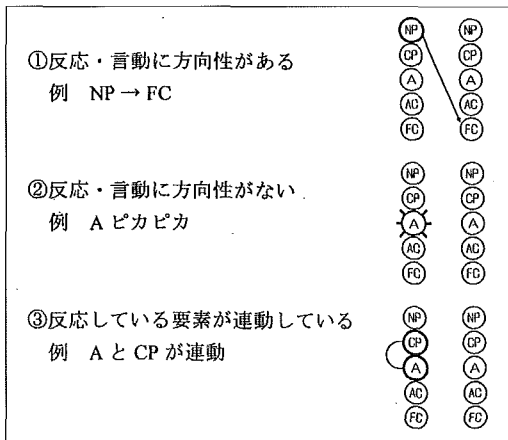 ①反応・言動に方向性がある
例 NP → FC
NP NP
CP CP
A A
AC AC
FC FC
②反応・言動に方向性がない
例 A ピカピカ
NP NP
CP CP
A A
AC AC
FC FC
③反応している要素が連動している
例 A と CP が連動
NP NP
CP CP
A A
AC AC
FC FC